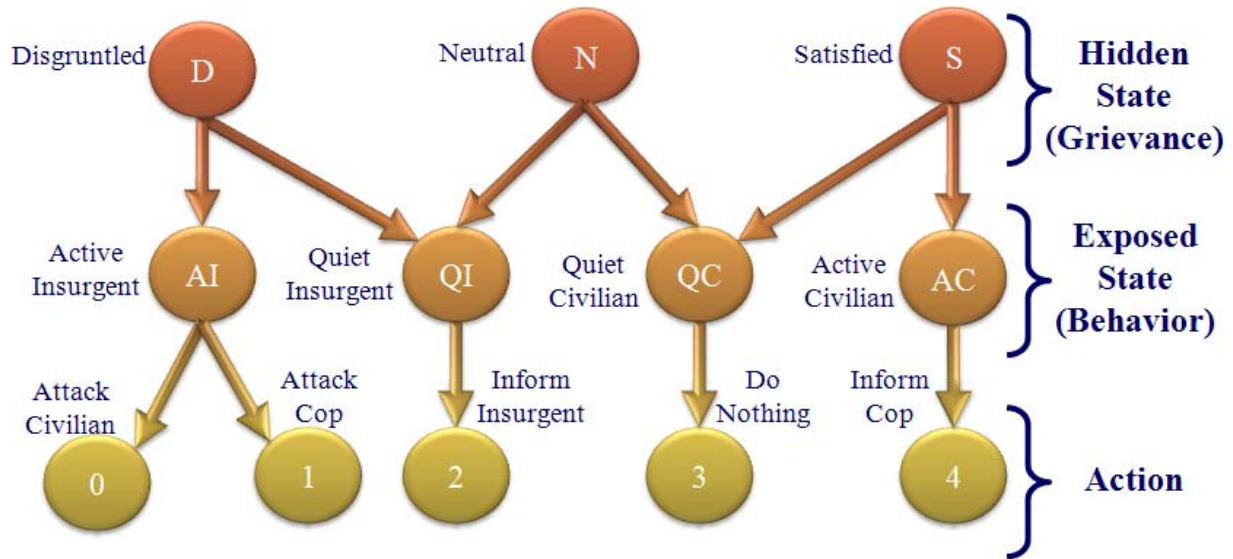 Disgruntled
D
Neutral
N
Satisfied
S
Hidden
State
(Grievance)
Active
Insurgent
AI
Quiet
Insurgent
QI
Quiet
Civilian
QC
Active
Civilian
AC
Exposed
State
(Behavior)
Attack
Civilian
0
Attack
Cop
1
Inform
Insurgent
2
Do
Nothing
3
Inform
Cop
4
Action